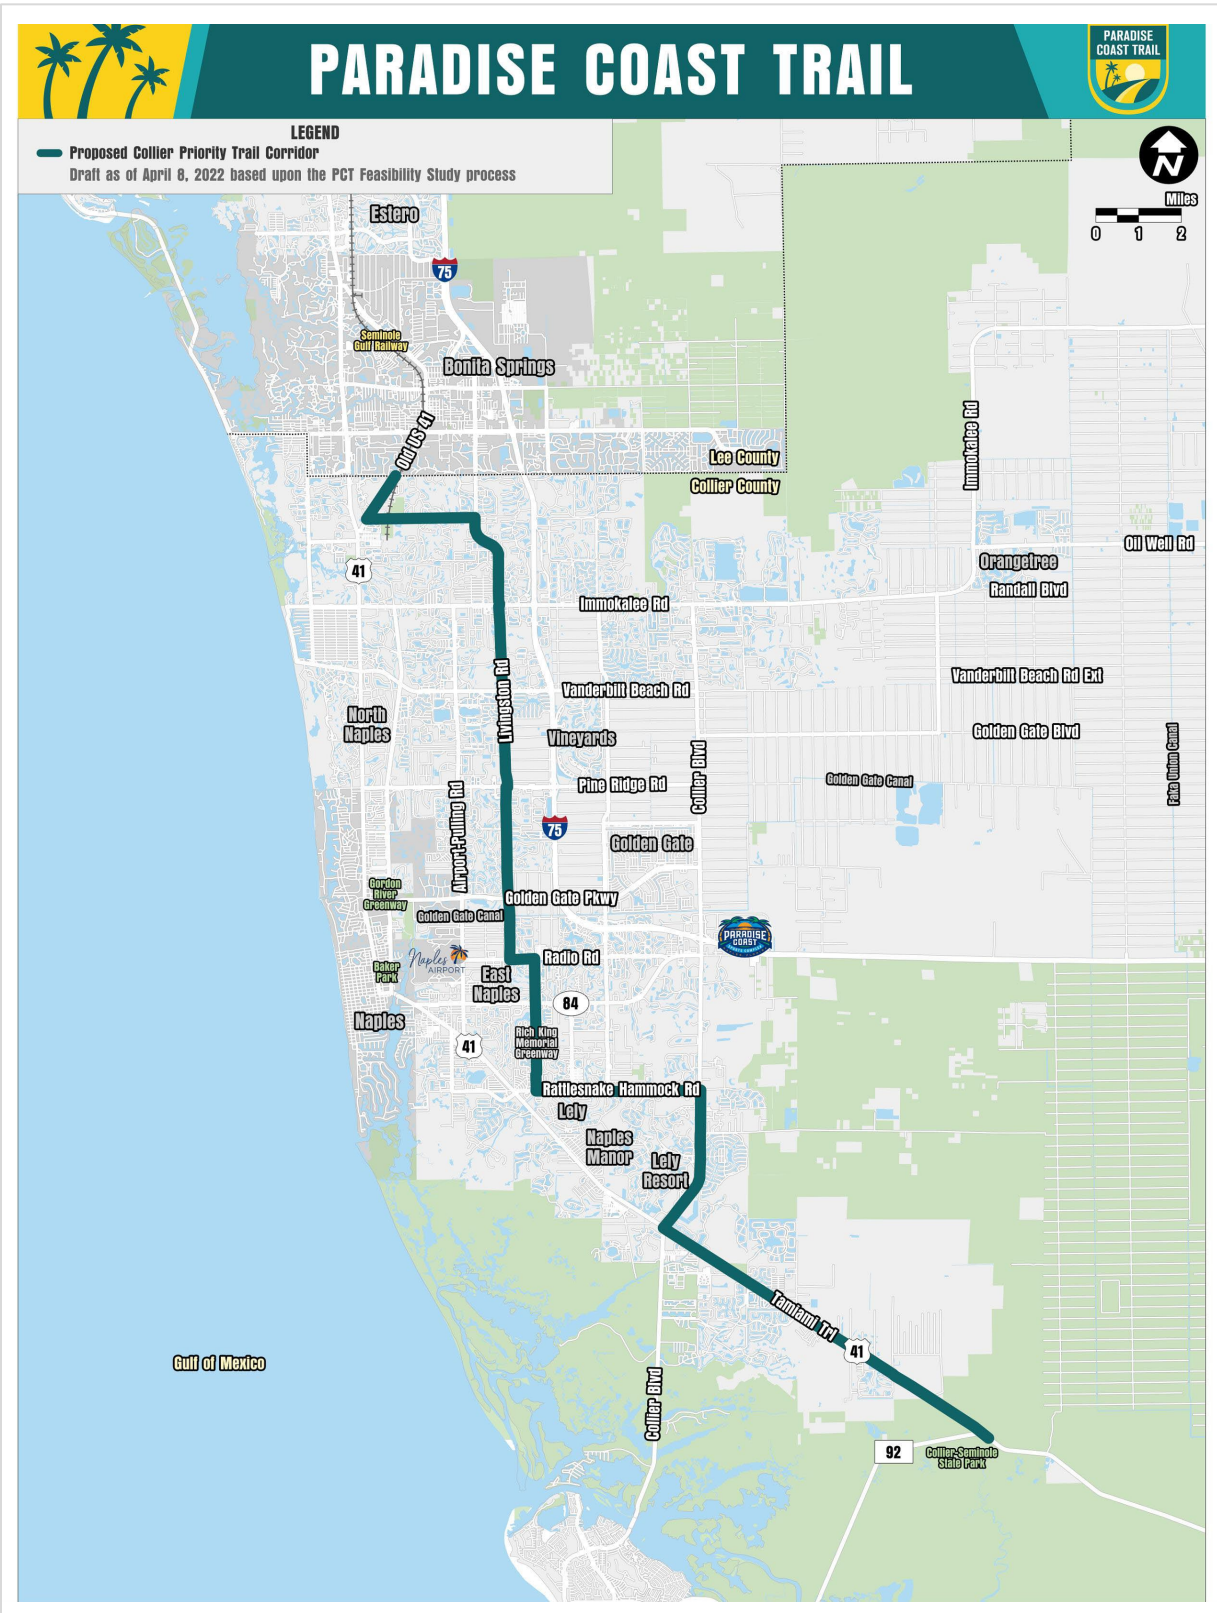 PARADISE COAST TRAIL
PARADISE
COAST TRAIL
LEGEND
Proposed Collier Priority Trail Corridor
Draft as of April 8, 2022 based upon the PCT Feasibility Study process
N
Miles
0 1 2
Estero
75
Seminole
Gulf Railway
Bonita Springs
Old US 41
Lee County
Collier County
Immokalee Rd
Oil Well Rd
Orangetree
Randall Blvd
41
Immokalee Rd
Livingston Rd
Vanderbilt Beach Rd
Vanderbilt Beach Rd Ext
North
Naples
Vineyards
Golden Gate Blvd
Collier Blvd
Faka Union Canal
Pine Ridge Rd
Golden Gate Canal
Airport-Pulling Rd
75
Golden Gate
Gordon
River
Greenway
Golden Gate Pkwy
Golden Gate Canal
PARADISE
COAST
SPORTS COMPLEX
Naples
AIRPORT
Radio Rd
Baker
Park
East
Naples
84
Naples
41
Rich King
Memorial
Greenway
Rattlesnake Hammock Rd
Lely
Naples
Manor
Lely
Resort
Tamiami Trl
41
Gulf of Mexico
Collier Blvd
92
Collier-Seminole
State Park